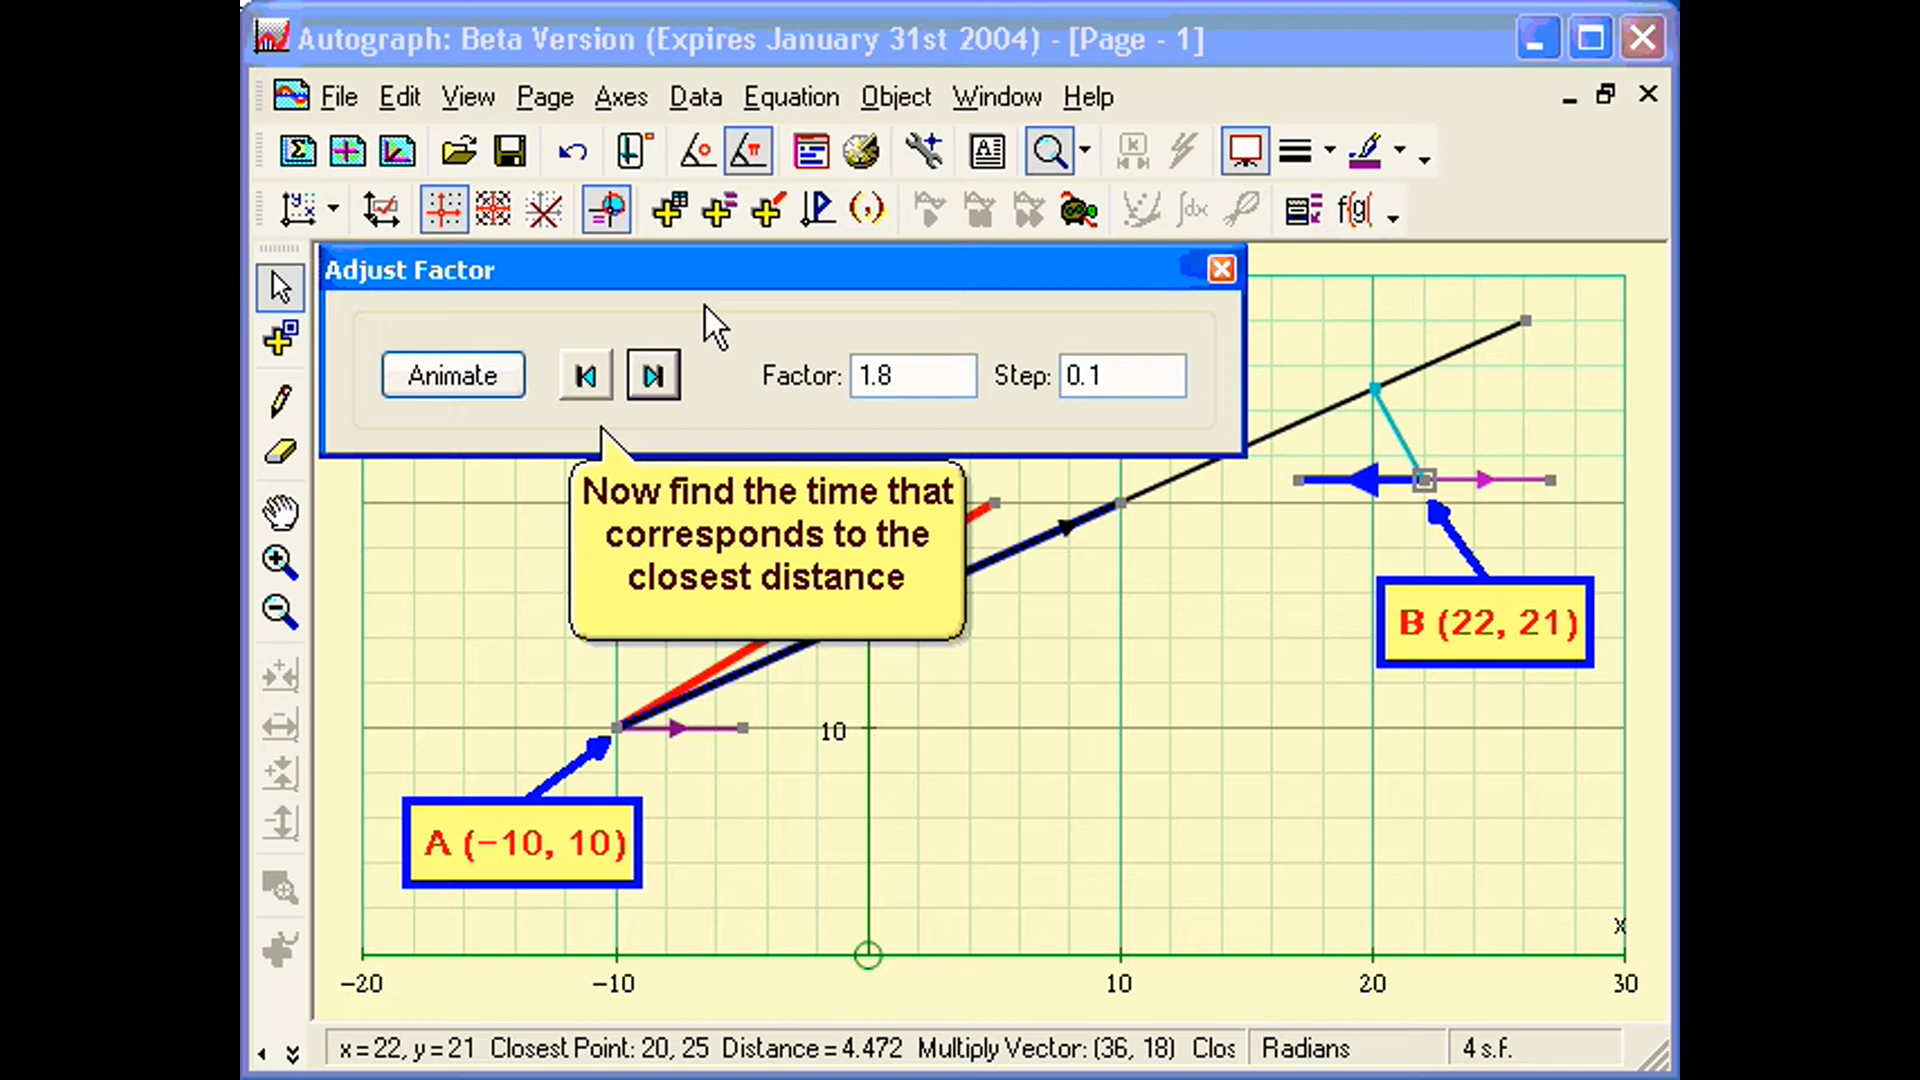 Autograph: Beta Version (Expires January 31st 2004) - [Page - 1]
File Edit View Page Axes Data Equation Object Window Help
Adjust Factor
Animate Factor: 1.8 Step: 0.1
Now find the time that
corresponds to the
closest distance
B (22, 21)
10
A (−10, 10)
x
−20 −10 10 20 30
x=22, y=21 Closest Point: 20, 25 Distance=4.472 Multiply Vector: (36, 18) Clos Radians 4 s.f.